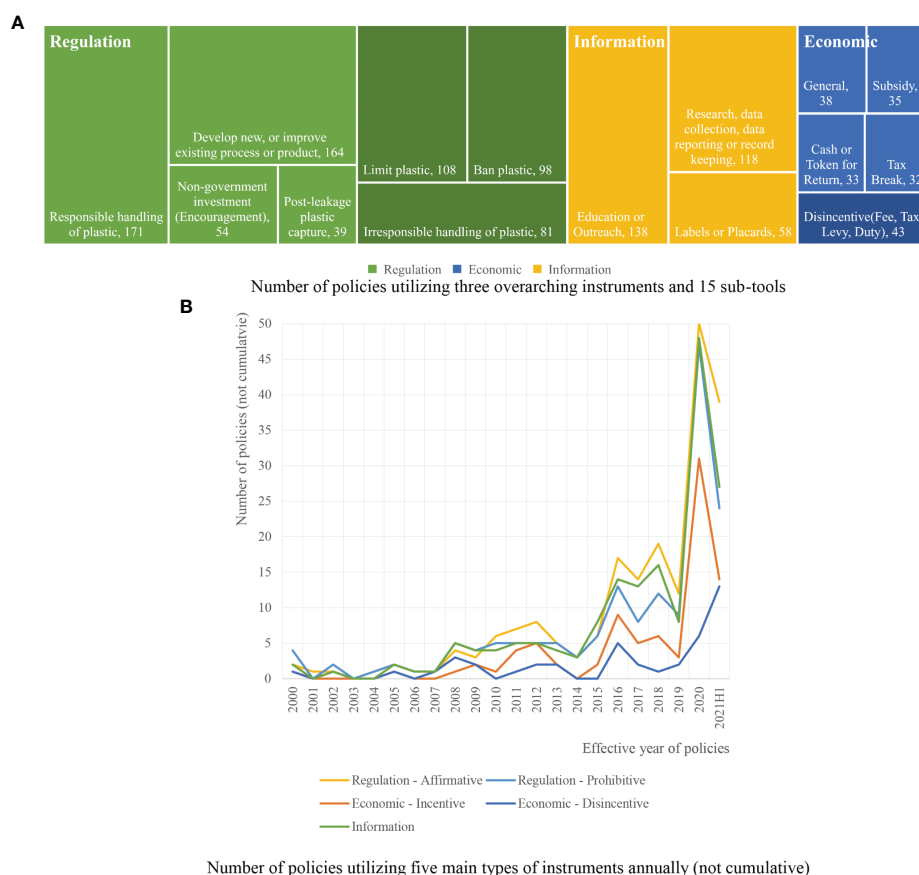 A
Regulation
Responsible handling
of plastic, 171
Develop new, or improve
existing process or product, 164
Non-government
investment
(Encouragement),
54
Post-leakage
plastic
capture, 39
Limit plastic, 108
Ban plastic, 98
Irresponsible handling of plastic, 81
Information
Education or
Outreach, 138
Research, data
collection, data
reporting or record
keeping, 118
Labels or Placards, 58
Economic
General,
38
Subsidy,
35
Cash or
Token for
Return, 33
Tax
Break, 32
Disincentive(Fee, Tax
Levy, Duty), 43
Regulation Economic Information
Number of policies utilizing three overarching instruments and 15 sub-tools
B
Number of policies (not cumulatvie)
50
45
40
35
30
25
20
15
10
5
0
2000
2001
2002
2003
2004
2005
2006
2007
2008
2009
2010
2011
2012
2013
2014
2015
2016
2017
2018
2019
2020
2021H1
Effective year of policies
Regulation - Affirmative Regulation - Prohibitive
Economic - Incentive Economic - Disincentive
Information
Number of policies utilizing five main types of instruments annually (not cumulative)